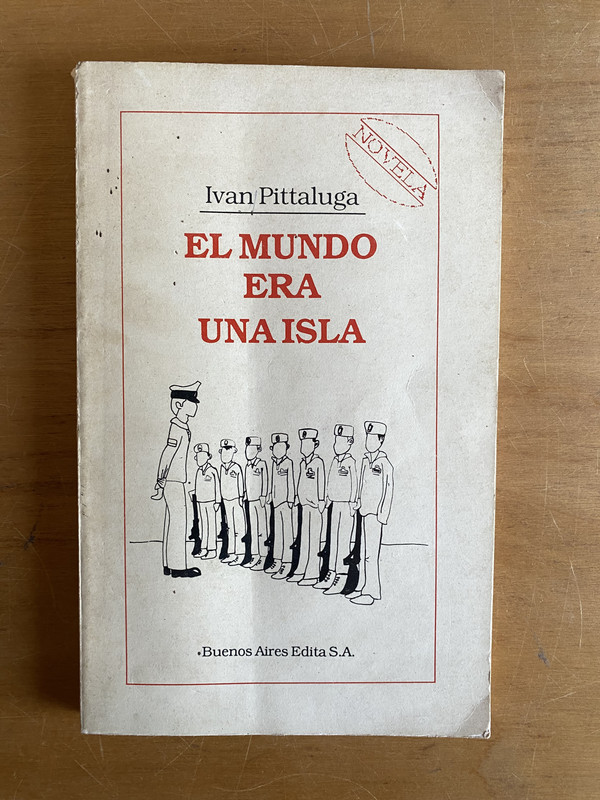 NOVELA
Ivan Pittaluga
EL MUNDO
ERA
UNA ISLA
Buenos Aires Edita S.A.